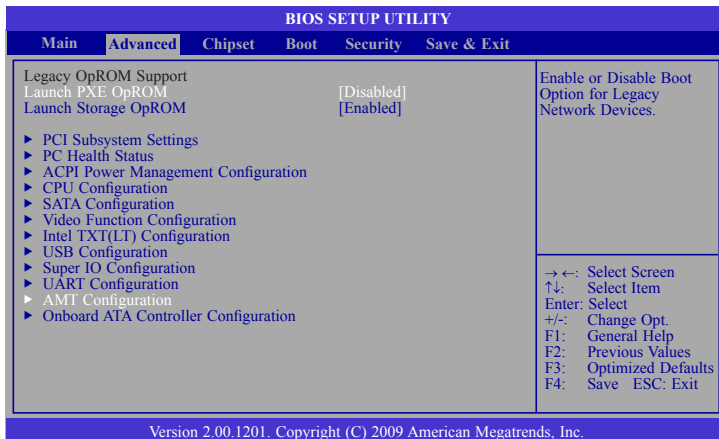 BIOS SETUP UTILITY
Main Advanced Chipset Boot Security Save & Exit
Legacy OpROM Support
Launch PXE OpROM [Disabled]
Launch Storage OpROM [Enabled]
► PCI Subsystem Settings
► PC Health Status
► ACPI Power Management Configuration
► CPU Configuration
► SATA Configuration
► Video Function Configuration
► Intel TXT(LT) Configuration
► USB Configuration
► Super IO Configuration
► UART Configuration
► AMT Configuration
► Onboard ATA Controller Configuration
Enable or Disable Boot
Option for Legacy
Network Devices.
→ ←: Select Screen
↑↓: Select Item
Enter: Select
+/-: Change Opt.
F1: General Help
F2: Previous Values
F3: Optimized Defaults
F4: Save ESC: Exit
Version 2.00.1201. Copyright (C) 2009 American Megatrends, Inc.